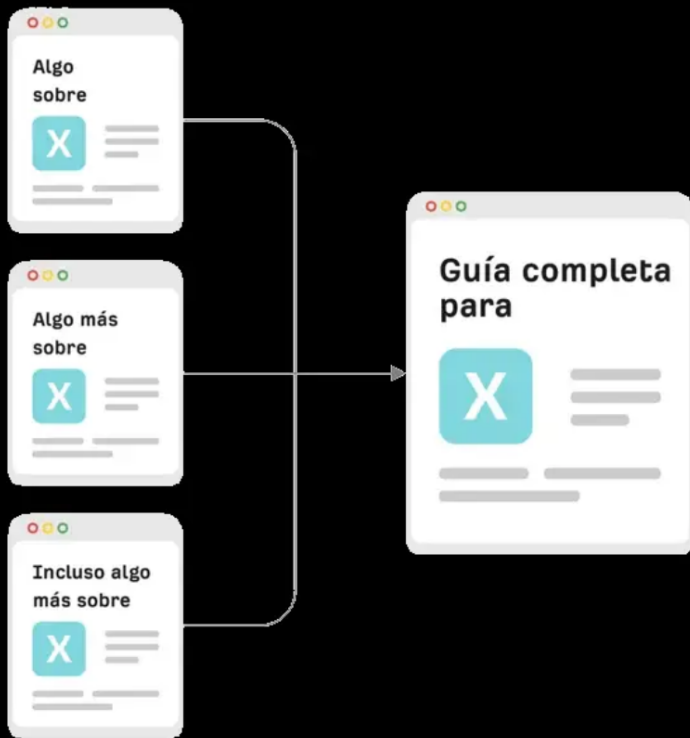 Algo
sobre
X
Algo más
sobre
X
Incluso algo
más sobre
X
Guía completa
para
X